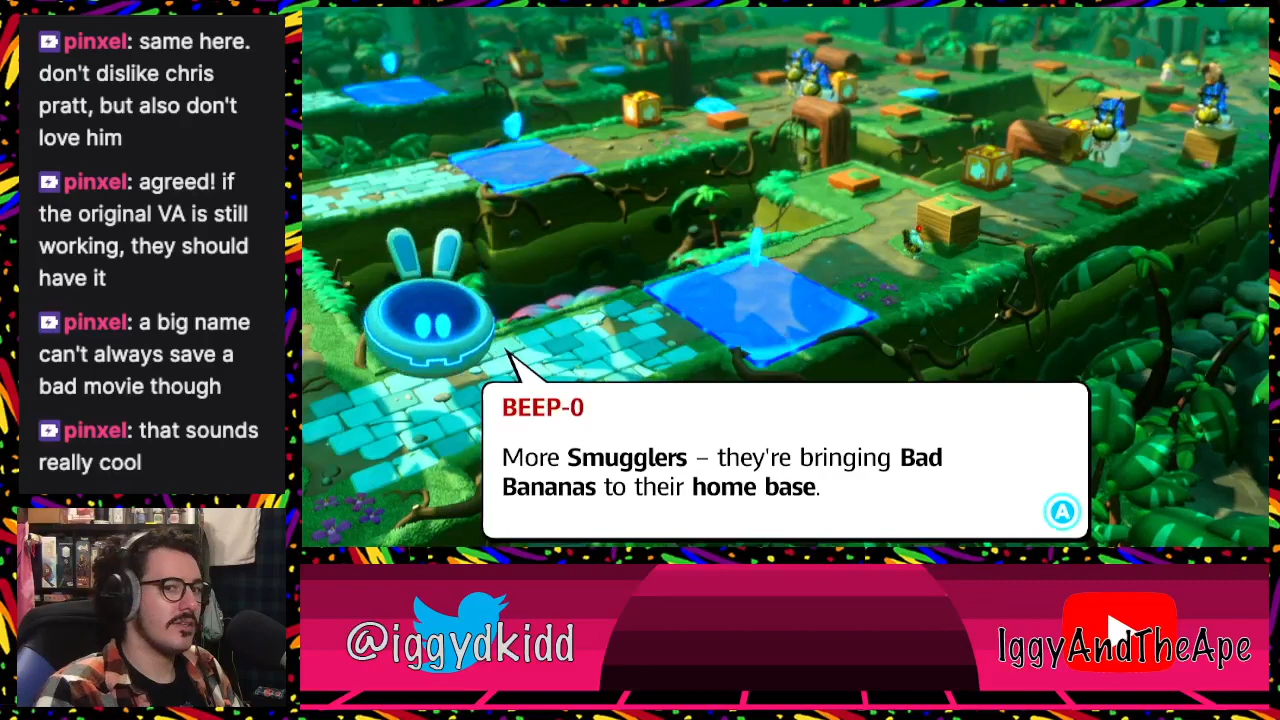 pinxel: same here.
don't dislike chris
pratt, but also don't
love him
pinxel: agreed! if
the original VA is still
working, they should
have it
pinxel: a big name
can't always save a
bad movie though
pinxel: that sounds
really cool
BEEP-0
More Smugglers – they're bringing Bad
Bananas to their home base.
A
@iggydkidd
IggyAndTheApe